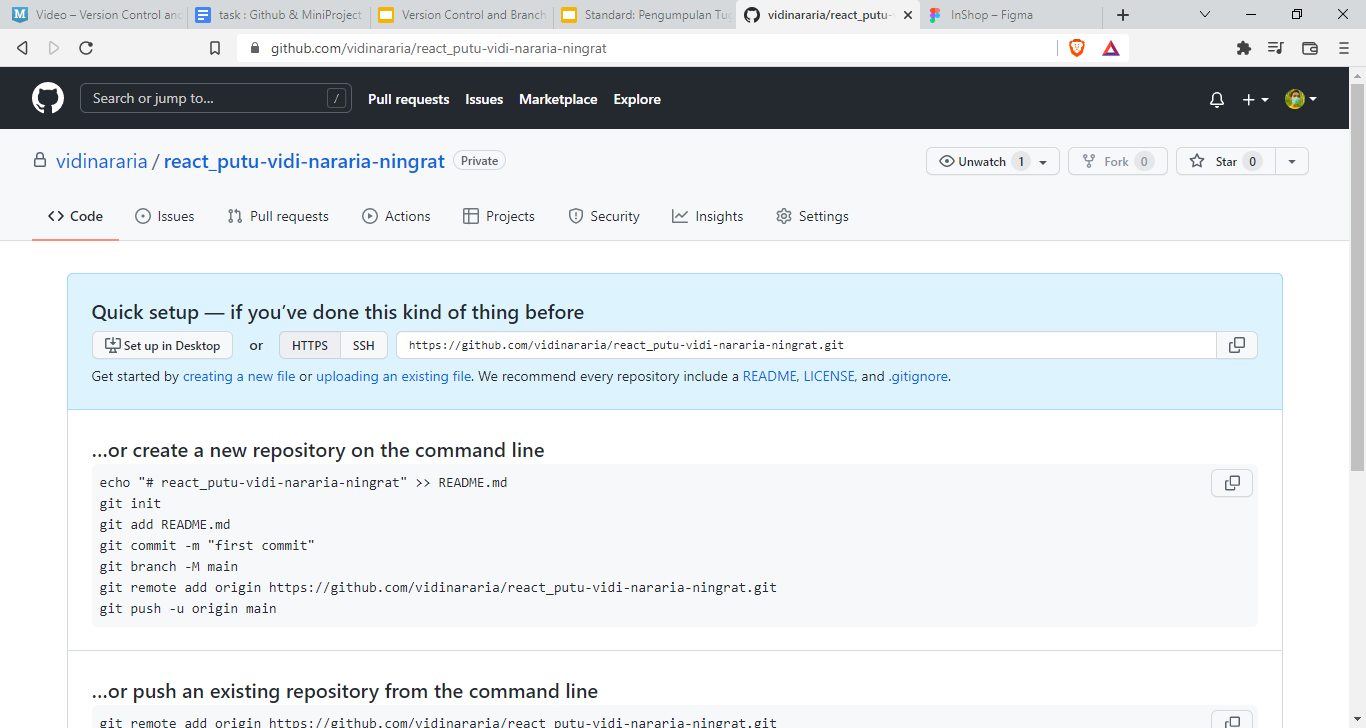 Video – Version Control and
task : Github & MiniProject
Version Control and Branch
Standard: Pengumpulan Tug
vidinararia/react_putu-
InShop – Figma
github.com/vidinararia/react_putu-vidi-nararia-ningrat
Search or jump to...
/
Pull requests
Issues
Marketplace
Explore
vidinararia / react_putu-vidi-nararia-ningrat
Private
Unwatch 1
Fork 0
Star 0
Code
Issues
Pull requests
Actions
Projects
Security
Insights
Settings
Quick setup — if you’ve done this kind of thing before
Set up in Desktop
or
HTTPS
SSH
https://github.com/vidinararia/react_putu-vidi-nararia-ningrat.git
Get started by creating a new file or uploading an existing file. We recommend every repository include a README, LICENSE, and .gitignore.
…or create a new repository on the command line
echo "# react_putu-vidi-nararia-ningrat" >> README.md
git init
git add README.md
git commit -m "first commit"
git branch -M main
git remote add origin https://github.com/vidinararia/react_putu-vidi-nararia-ningrat.git
git push -u origin main
…or push an existing repository from the command line
git remote add origin https://github.com/vidinararia/react_putu-vidi-nararia-ningrat.git